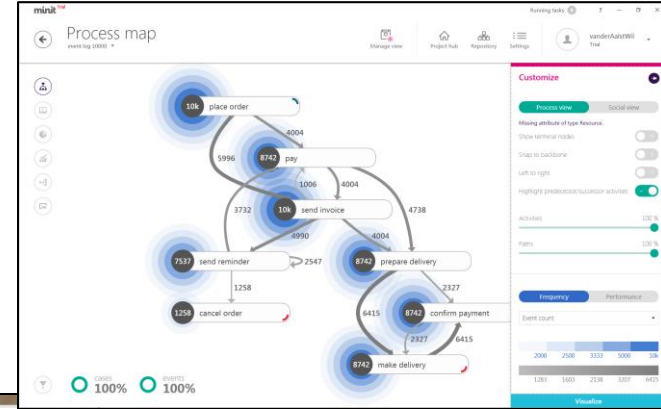 minit Trial
Running tasks 0 ? – □ ×
Process map
event log 10000
Manage view
Project hub
Repository
Settings
vanderAalstWil
Trial
Customize
Process view
Social view
Missing attribute of type Resource.
Show terminal nodes
Snap to backbone
Left to right
Highlight predecessor/successor activities
Activities 100 %
Paths 100 %
Frequency
Performance
Event count
2000 2500 3333 5000 10k
1283 1603 2138 3207 6415
Visualize
10k place order
4004
5996
8742 pay
1006
4004
3732
10k send invoice
4738
4990
4004
7537 send reminder
2547
8742 prepare delivery
1258
2327
1258 cancel order
6415
8742 confirm payment
2327
6415
8742 make delivery
cases
100%
events
100%